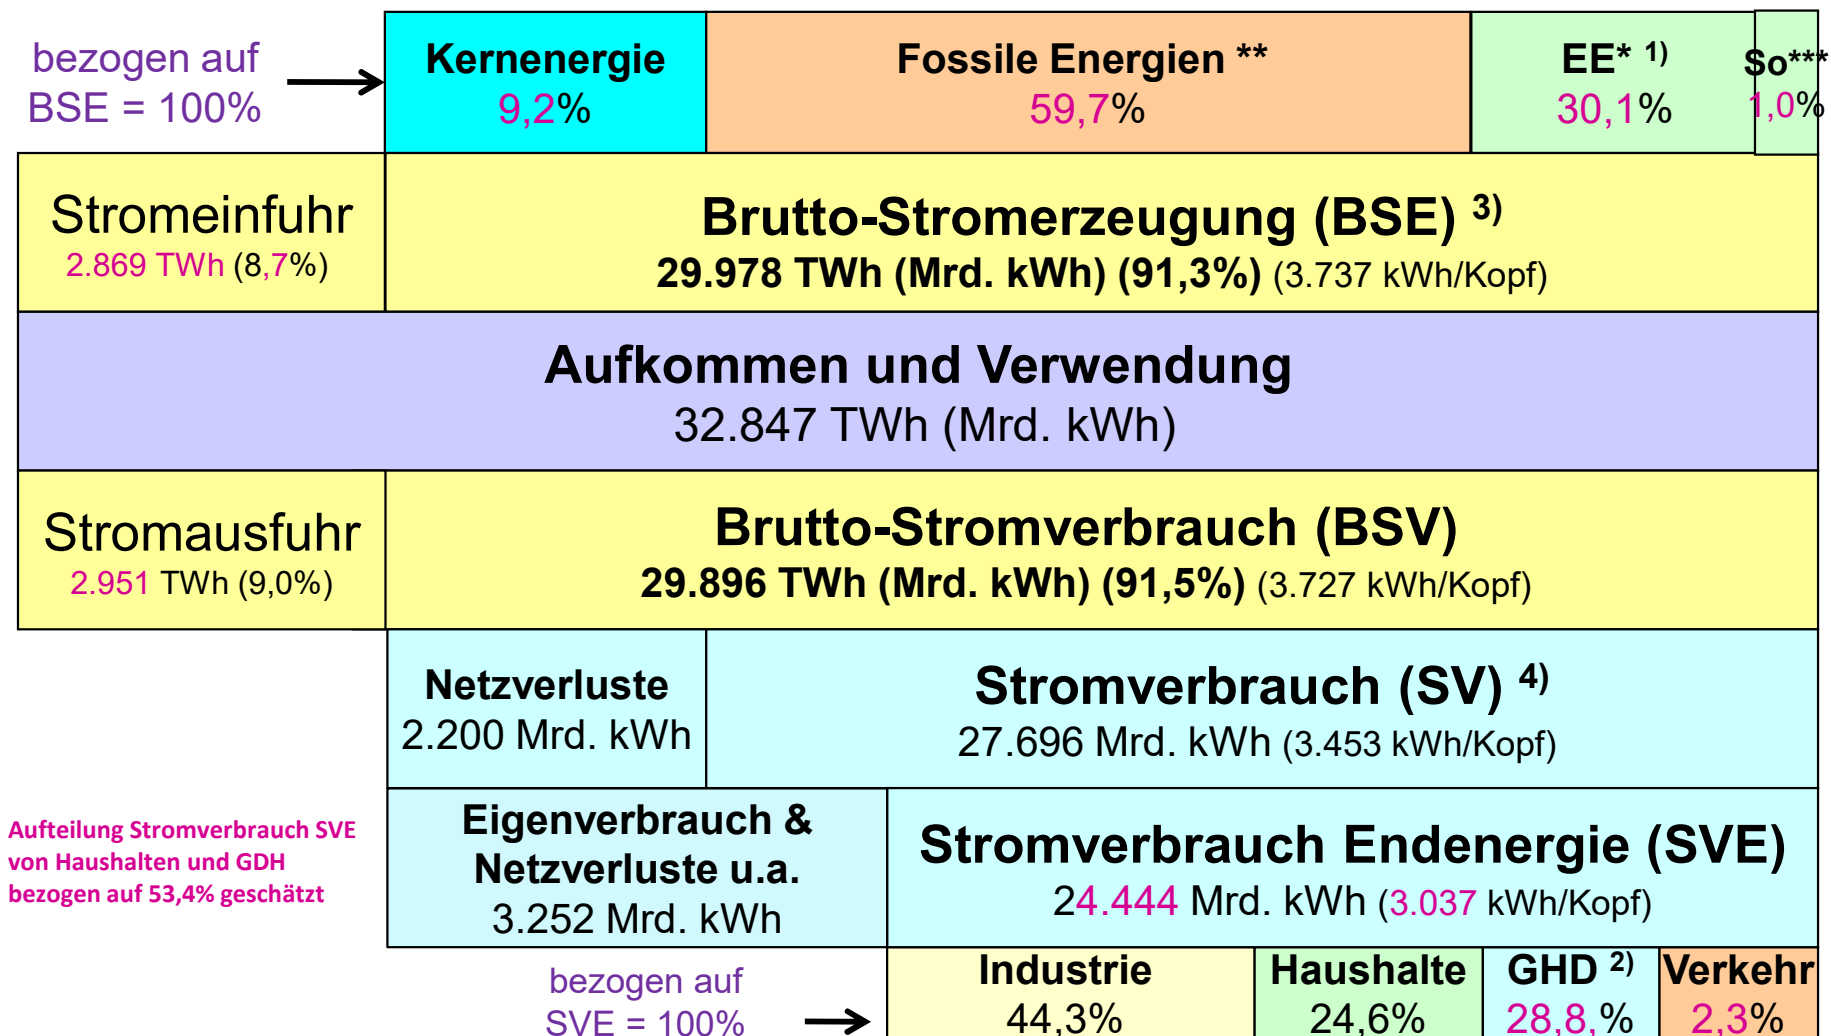 bezogen auf
BSE = 100%
Kernenergie
9,2%
Fossile Energien **
59,7%
EE* 1)
30,1%
So***
1,0%
Stromeinfuhr
2.869 TWh (8,7%)
Brutto-Stromerzeugung (BSE) 3)
29.978 TWh (Mrd. kWh) (91,3%) (3.737 kWh/Kopf)
Aufkommen und Verwendung
32.847 TWh (Mrd. kWh)
Stromausfuhr
2.951 TWh (9,0%)
Brutto-Stromverbrauch (BSV)
29.896 TWh (Mrd. kWh) (91,5%) (3.727 kWh/Kopf)
Netzverluste
2.200 Mrd. kWh
Stromverbrauch (SV) 4)
27.696 Mrd. kWh (3.453 kWh/Kopf)
Aufteilung Stromverbrauch SVE
von Haushalten und GDH
bezogen auf 53,4% geschätzt
Eigenverbrauch &
Netzverluste u.a.
3.252 Mrd. kWh
Stromverbrauch Endenergie (SVE)
24.444 Mrd. kWh (3.037 kWh/Kopf)
bezogen auf
SVE = 100%
Industrie
44,3%
Haushalte
24,6%
GHD 2)
28,8,%
Verkehr
2,3%